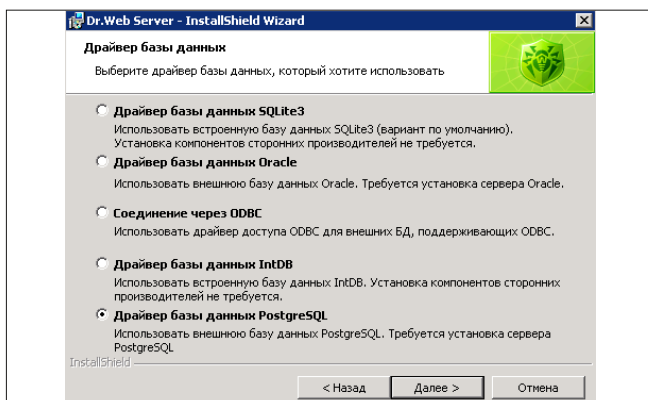 Dr.Web Server - InstallShield Wizard
Драйвер базы данных
Выберите драйвер базы данных, который хотите использовать
Драйвер базы данных SQLite3
Использовать встроенную базу данных SQLite3 (вариант по умолчанию).
Установка компонентов сторонних производителей не требуется.
Драйвер базы данных Oracle
Использовать внешнюю базу данных Oracle. Требуется установка сервера Oracle.
Соединение через ODBC
Использовать драйвер доступа ODBC для внешних БД, поддерживающих ODBC.
Драйвер базы данных IntDB
Использовать встроенную базу данных IntDB. Установка компонентов сторонних
производителей не требуется.
Драйвер базы данных PostgreSQL
Использовать внешнюю базу данных PostgreSQL. Требуется установка сервера
PostgreSQL
InstallShield
< Назад Далее > Отмена